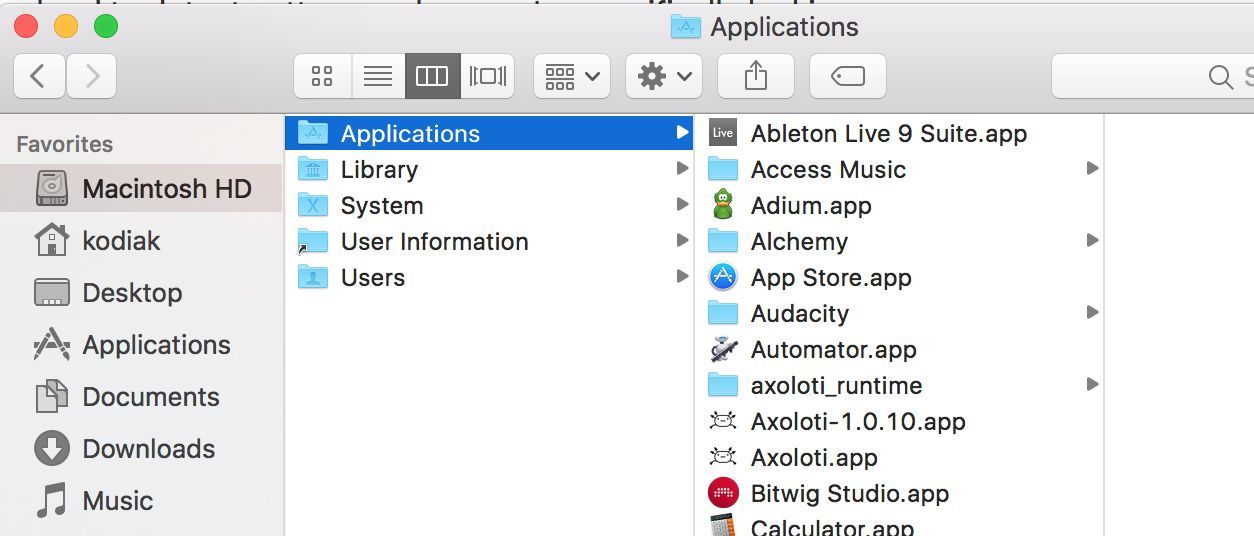 Applications
S
Favorites
Macintosh HD
kodiak
Desktop
Applications
Documents
Downloads
Music
Applications
Library
System
User Information
Users
Live
Ableton Live 9 Suite.app
Access Music
Adium.app
Alchemy
App Store.app
Audacity
Automator.app
axoloti_runtime
Axoloti-1.0.10.app
Axoloti.app
Bitwig Studio.app
Calculator.app